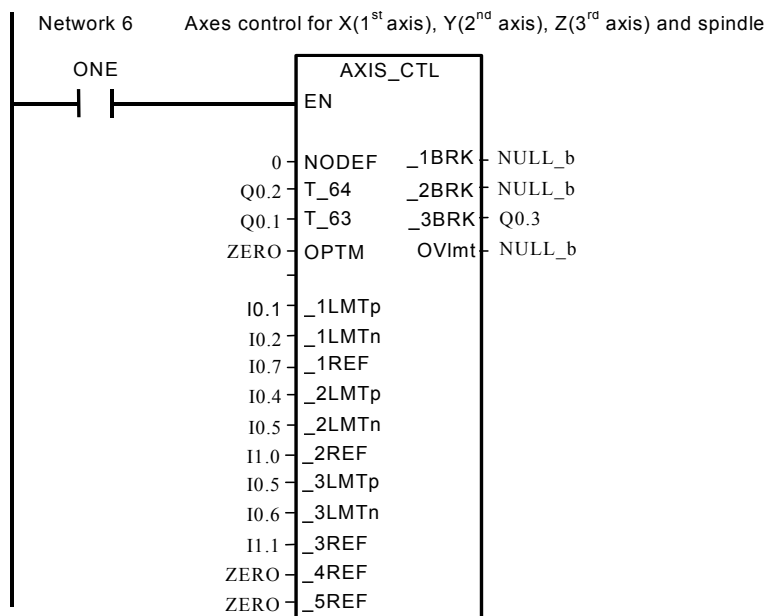 Network 6 Axes control for X(1st axis), Y(2nd axis), Z(3rd axis) and spindle
ONE AXIS_CTL
EN
0 NODEF _1BRK NULL_b
Q0.2 T_64 _2BRK NULL_b
Q0.1 T_63 _3BRK Q0.3
ZERO OPTM OVlmt NULL_b
I0.1 _1LMTp
I0.2 _1LMTn
I0.7 _1REF
I0.4 _2LMTp
I0.5 _2LMTn
I1.0 _2REF
I0.5 _3LMTp
I0.6 _3LMTn
I1.1 _3REF
ZERO _4REF
ZERO _5REF